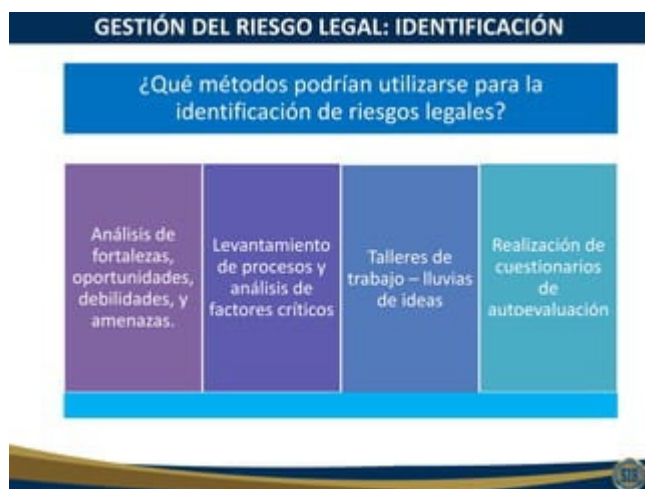 GESTIÓN DEL RIESGO LEGAL: IDENTIFICACIÓN
¿Qué métodos podrían utilizarse para la
identificación de riesgos legales?
Análisis de
fortalezas,
oportunidades,
debilidades, y
amenazas.
Levantamiento
de procesos y
análisis de
factores críticos
Talleres de
trabajo – lluvias
de ideas
Realización de
cuestionarios
de
autoevaluación
SIB